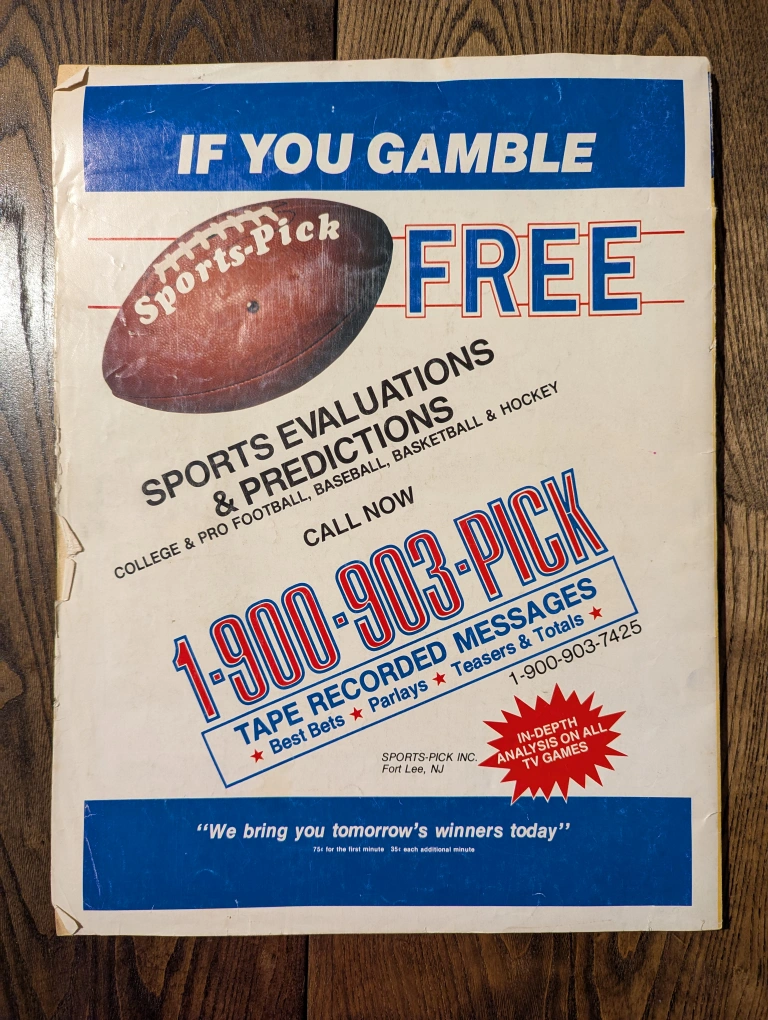 IF YOU GAMBLE
Sports-Pick
FREE
SPORTS EVALUATIONS
& PREDICTIONS
COLLEGE & PRO FOOTBALL, BASEBALL, BASKETBALL & HOCKEY
CALL NOW
1-900-903-PICK
TAPE RECORDED MESSAGES
★ Best Bets ★ Parlays ★ Teasers & Totals ★
1-900-903-7425
SPORTS-PICK INC.
Fort Lee, NJ
IN-DEPTH
ANALYSIS ON ALL
TV GAMES
"We bring you tomorrow's winners today"
75¢ for the first minute 35¢ each additional minute